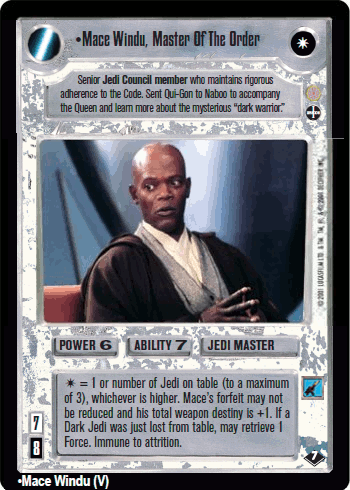 •Mace Windu, Master Of The Order
Senior Jedi Council member who maintains rigorous
adherence to the Code. Sent Qui-Gon to Naboo to accompany
the Queen and learn more about the mysterious “dark warrior.”
POWER 6 ABILITY 7 JEDI MASTER
= 1 or number of Jedi on table (to a maximum
of 3), whichever is higher. Mace's forfeit may not
be reduced and his total weapon destiny is +1. If a
Dark Jedi was just lost from table, may retrieve 1
Force. Immune to attrition.
7
8
7
•Mace Windu (V)